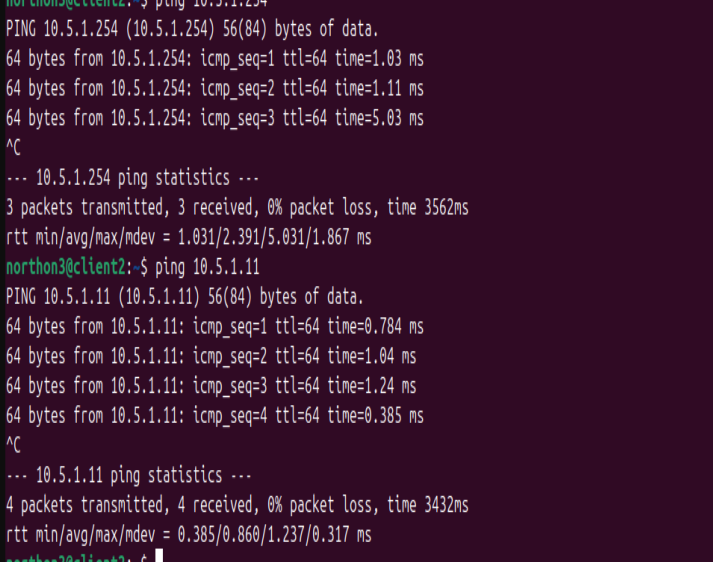 northon3@client2:~$ ping 10.5.1.254
PING 10.5.1.254 (10.5.1.254) 56(84) bytes of data.
64 bytes from 10.5.1.254: icmp_seq=1 ttl=64 time=1.03 ms
64 bytes from 10.5.1.254: icmp_seq=2 ttl=64 time=1.11 ms
64 bytes from 10.5.1.254: icmp_seq=3 ttl=64 time=5.03 ms
^C
--- 10.5.1.254 ping statistics ---
3 packets transmitted, 3 received, 0% packet loss, time 3562ms
rtt min/avg/max/mdev = 1.031/2.391/5.031/1.867 ms
northon3@client2:~$ ping 10.5.1.11
PING 10.5.1.11 (10.5.1.11) 56(84) bytes of data.
64 bytes from 10.5.1.11: icmp_seq=1 ttl=64 time=0.784 ms
64 bytes from 10.5.1.11: icmp_seq=2 ttl=64 time=1.04 ms
64 bytes from 10.5.1.11: icmp_seq=3 ttl=64 time=1.24 ms
64 bytes from 10.5.1.11: icmp_seq=4 ttl=64 time=0.385 ms
^C
--- 10.5.1.11 ping statistics ---
4 packets transmitted, 4 received, 0% packet loss, time 3432ms
rtt min/avg/max/mdev = 0.385/0.860/1.237/0.317 ms
northon3@client2:~$